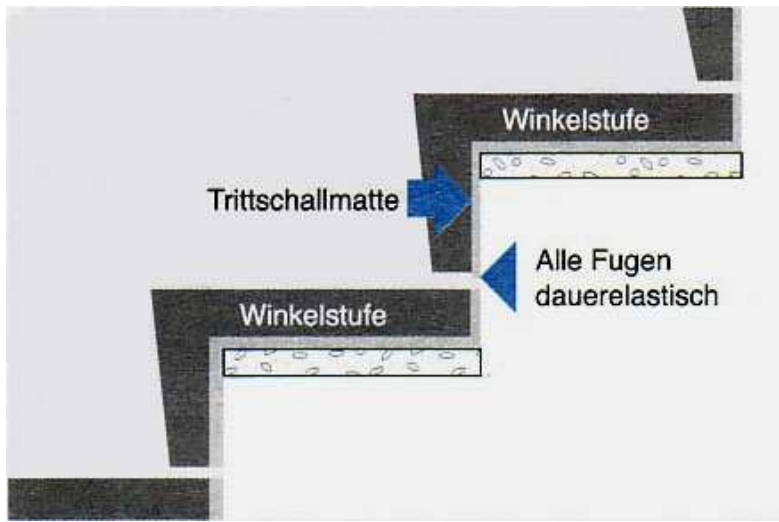 Winkelstufe
Trittschallmatte
Alle Fugen
dauerelastisch
Winkelstufe